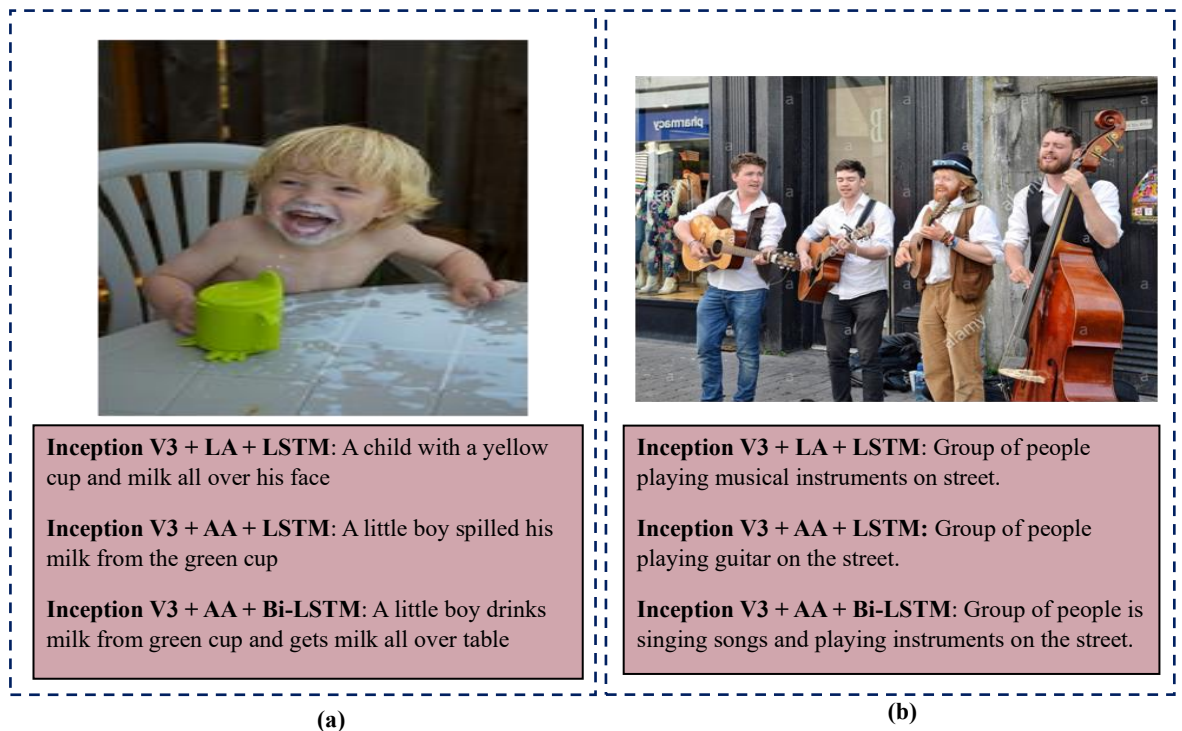 pharmacy
alamy
alamy
a
a
a
a
a
a
Inception V3 + LA + LSTM: A child with a yellow
cup and milk all over his face
Inception V3 + AA + LSTM: A little boy spilled his
milk from the green cup
Inception V3 + AA + Bi-LSTM: A little boy drinks
milk from green cup and gets milk all over table
(a)
Inception V3 + LA + LSTM: Group of people
playing musical instruments on street.
Inception V3 + AA + LSTM: Group of people
playing guitar on the street.
Inception V3 + AA + Bi-LSTM: Group of people is
singing songs and playing instruments on the street.
(b)